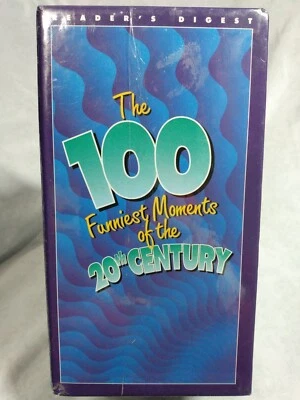 READER'S DIGEST
The
100
Funniest Moments
of the
20TH CENTURY